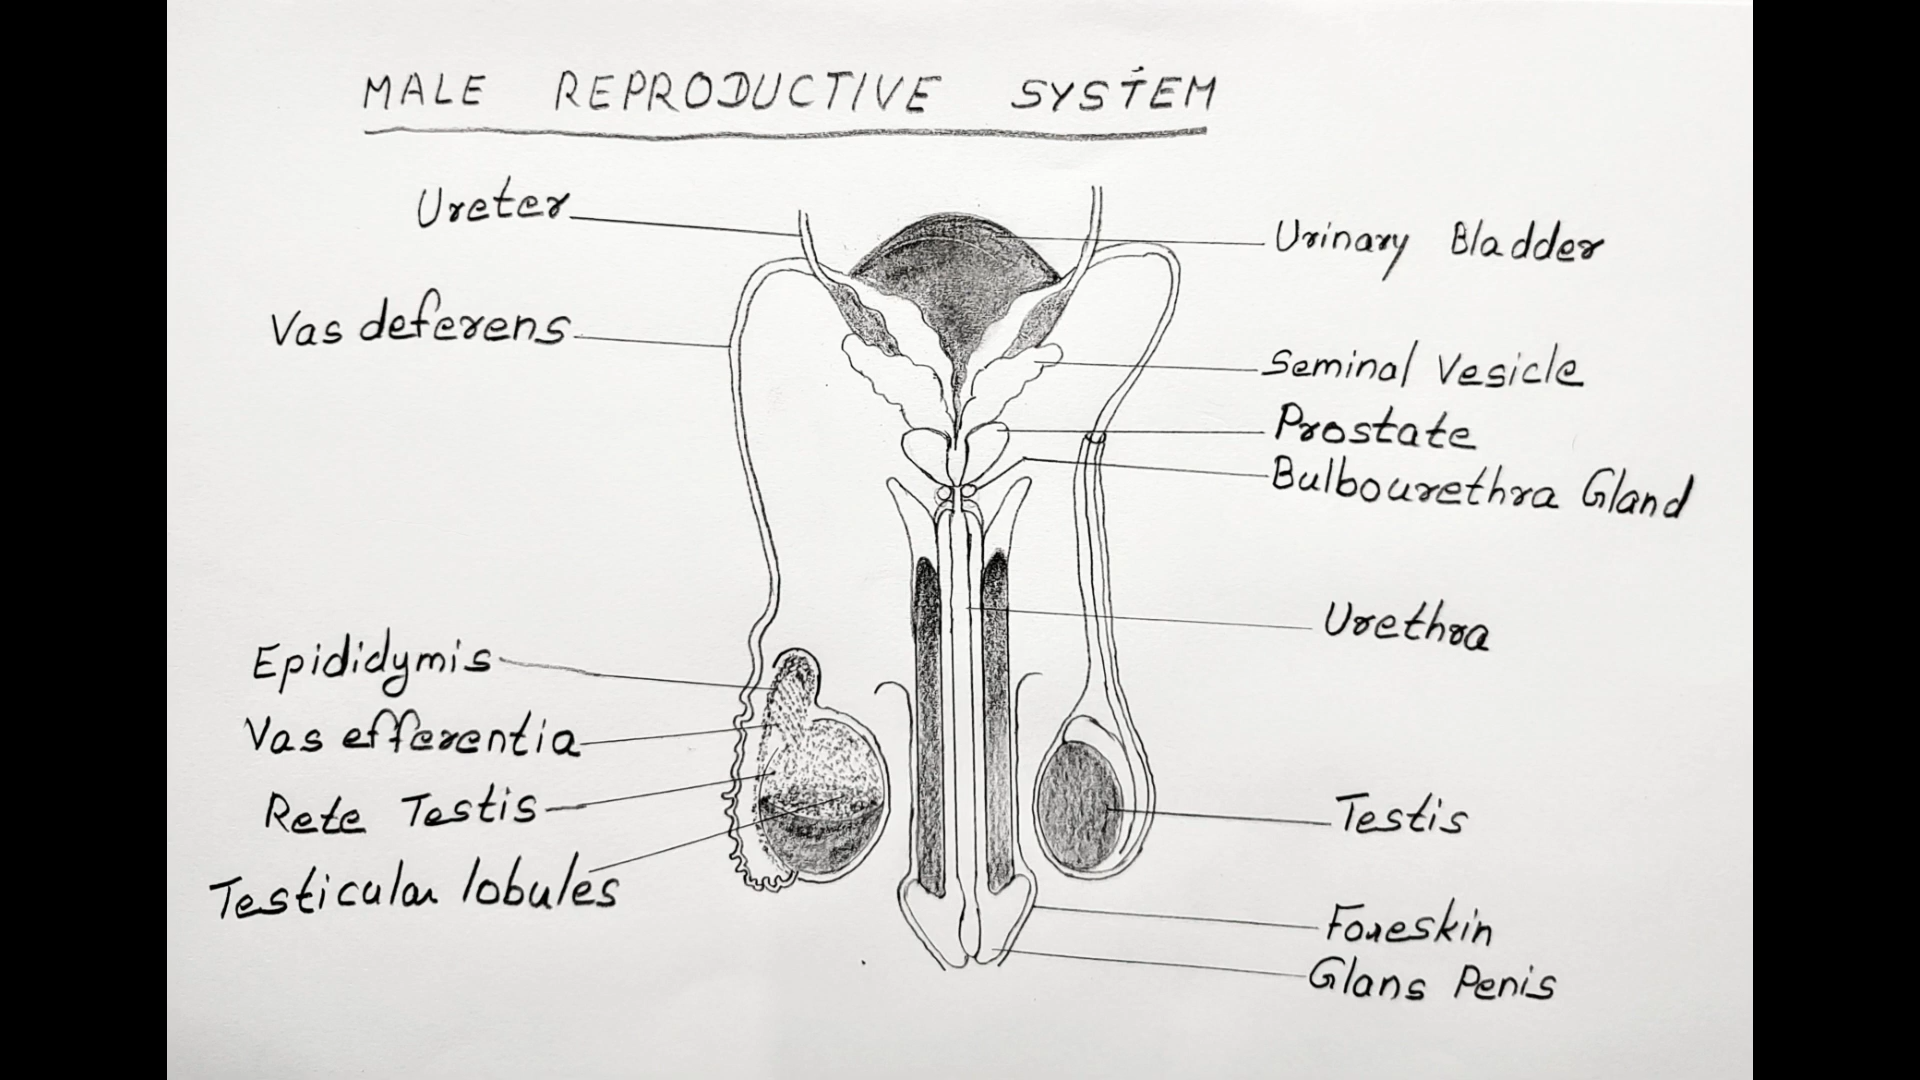 MALE REPRODUCTIVE SYSTEM
Ureter
Urinary Bladder
Vas deferens
Seminal Vesicle
Prostate
Bulbourethra Gland
Urethra
Epididymis
Vas efferentia
Rete Testis
Testis
Testicular lobules
Foreskin
Glans Penis